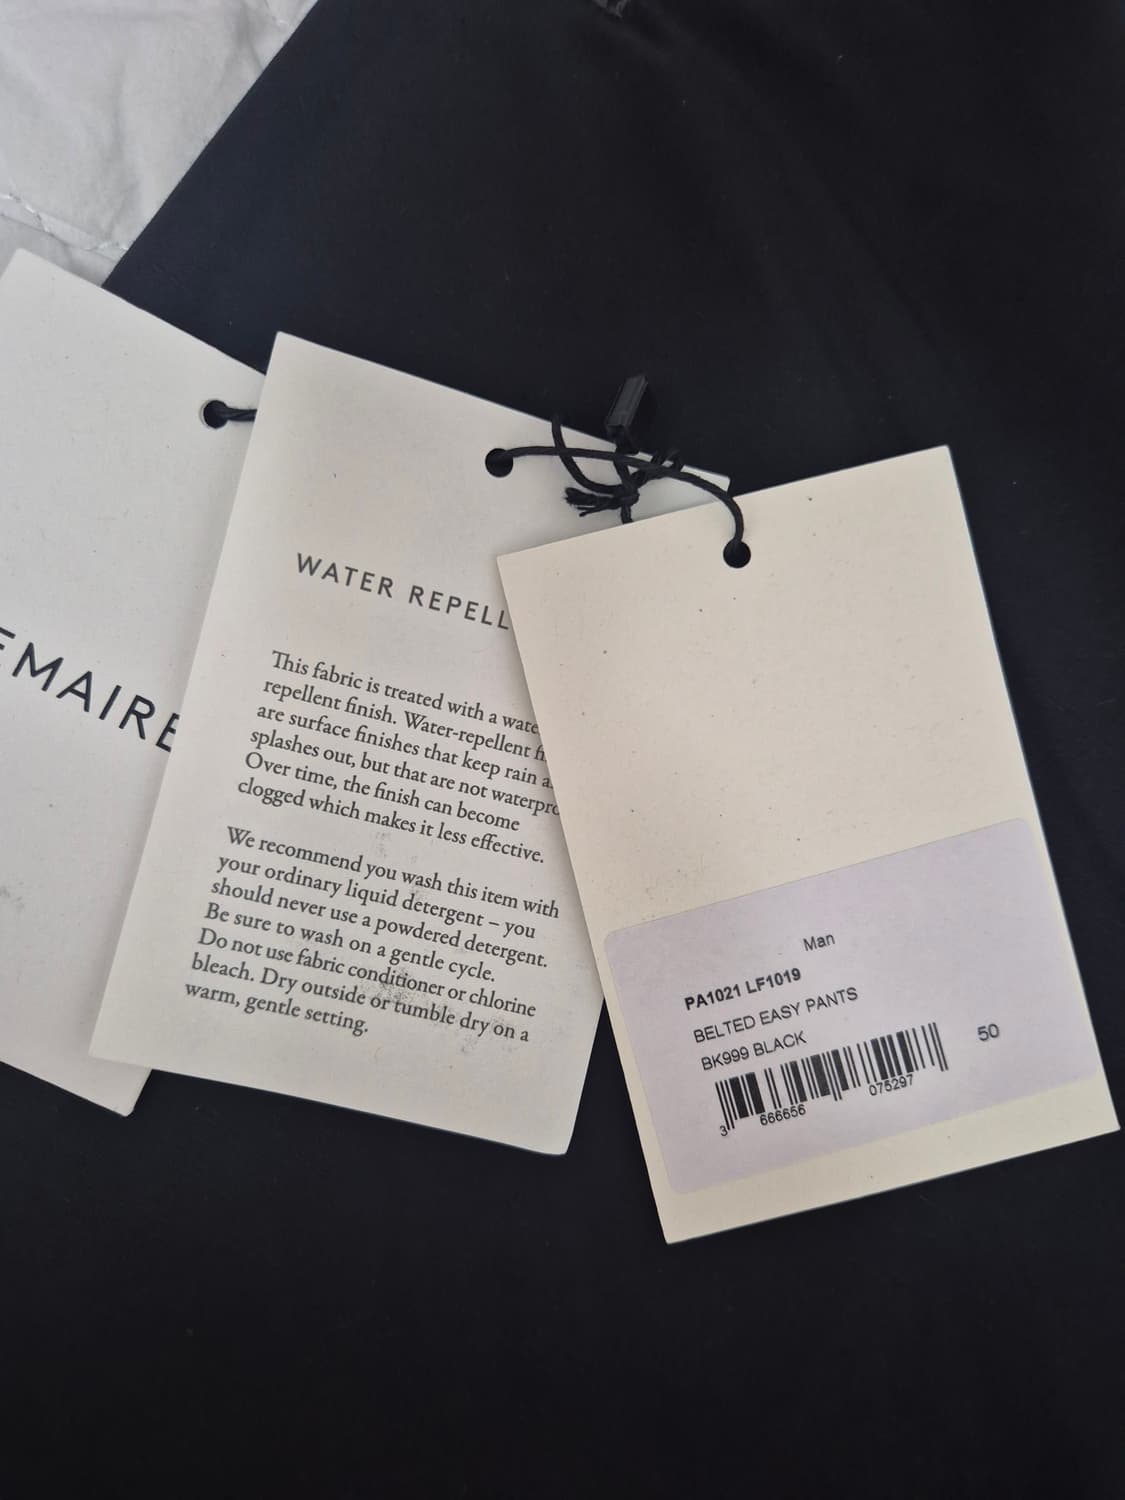 EMAIRE
WATER REPELL
This fabric is treated with a wate
repellent finish. Water-repellent fi
are surface finishes that keep rain a
splashes out, but that are not waterpro
Over time, the finish can become
clogged which makes it less effective.
We recommend you wash this item with
your ordinary liquid detergent – you
should never use a powdered detergent.
Be sure to wash on a gentle cycle.
Do not use fabric conditioner or chlorine
bleach. Dry outside or tumble dry on a
warm, gentle setting.
Man
PA1021 LF1019
BELTED EASY PANTS
BK999 BLACK
50
3 666656 075297